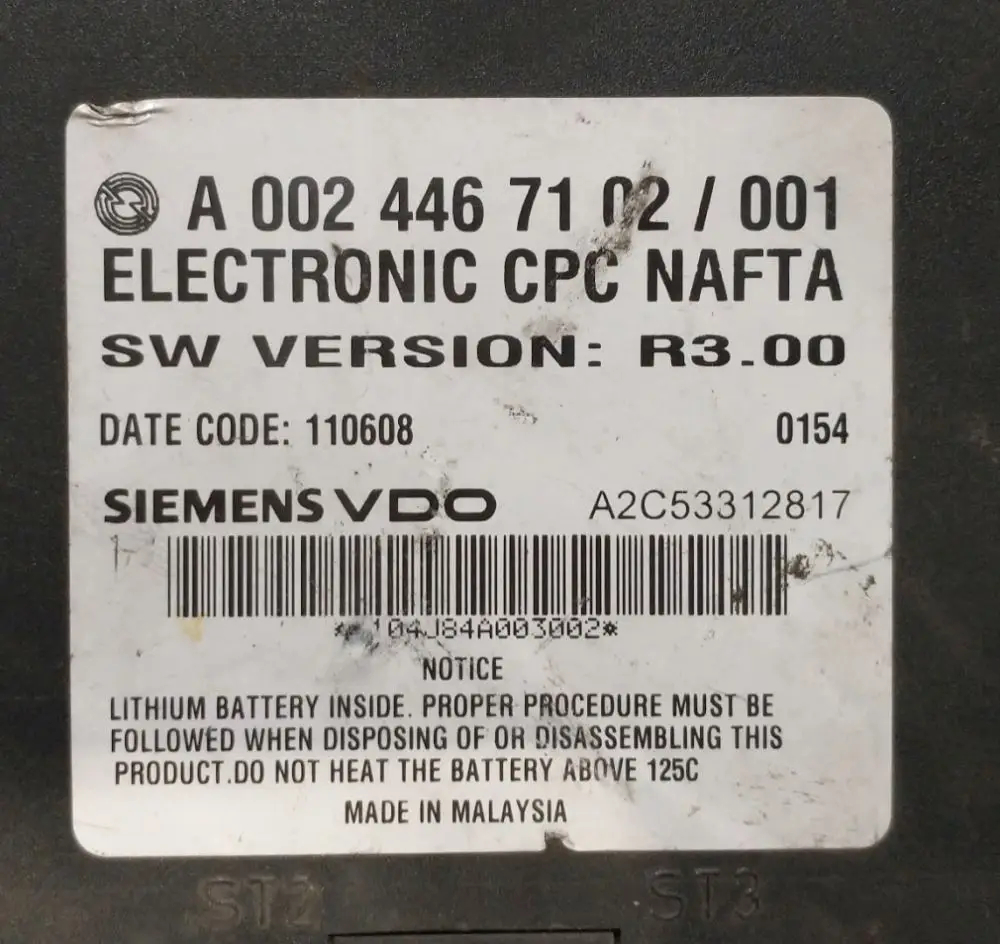 A 002 446 71 02 / 001
ELECTRONIC CPC NAFTA
SW VERSION: R3.00
DATE CODE: 110608 0154
SIEMENS VDO A2C53312817
*104J84A003002*
NOTICE
LITHIUM BATTERY INSIDE. PROPER PROCEDURE MUST BE
FOLLOWED WHEN DISPOSING OF OR DISASSEMBLING THIS
PRODUCT.DO NOT HEAT THE BATTERY ABOVE 125C
MADE IN MALAYSIA
ST2 ST3